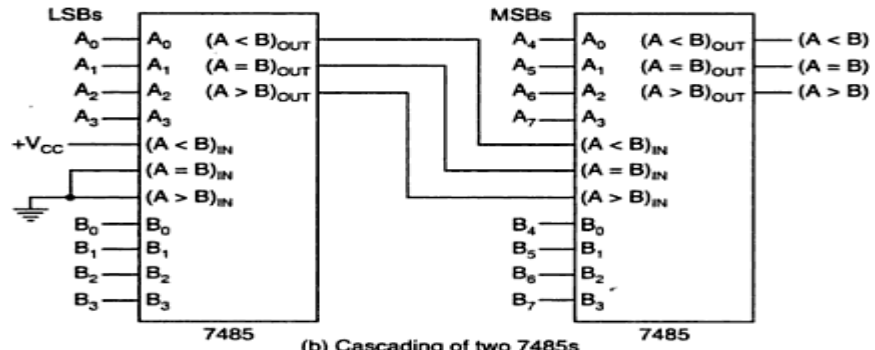 LSBs MSBs
A₀ A₀ (A < B)OUT A₄ A₀ (A < B)OUT (A < B)
A₁ A₁ (A = B)OUT A₅ A₁ (A = B)OUT (A = B)
A₂ A₂ (A > B)OUT A₆ A₂ (A > B)OUT (A > B)
A₃ A₃ A₇ A₃
+VCC (A < B)IN (A < B)IN
(A = B)IN (A = B)IN
(A > B)IN (A > B)IN
B₀ B₀ B₄ B₀
B₁ B₁ B₅ B₁
B₂ B₂ B₆ B₂
B₃ B₃ B₇ B₃
7485 7485
(b) Cascading of two 7485s